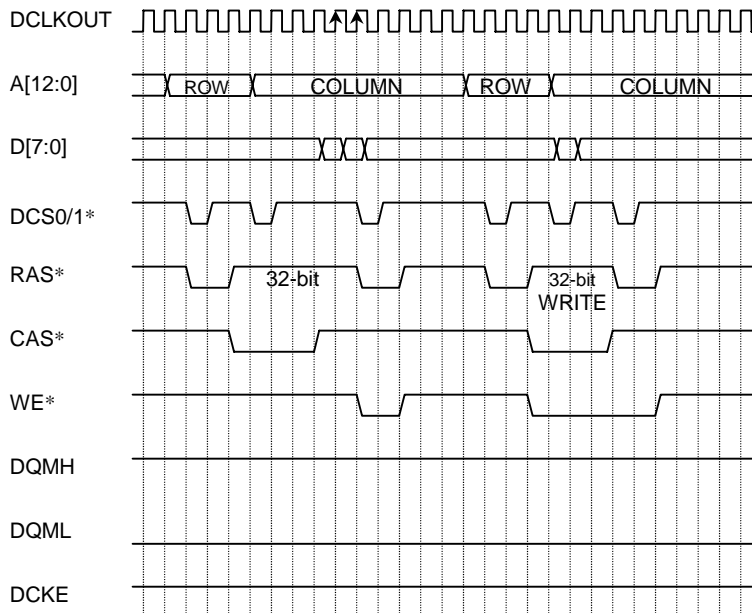 DCLKOUT
A[12:0]
ROW COLUMN ROW COLUMN
D[7:0]
DCS0/1*
RAS*
32-bit
32-bit
WRITE
CAS*
WE*
DQMH
DQML
DCKE